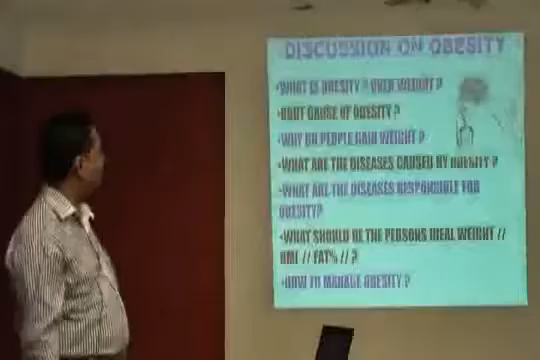 DISCUSSION ON OBESITY
•WHAT IS OBESITY ? OVER WEIGHT ?
•ROOT CAUSE OF OBESITY ?
•WHY DO PEOPLE GAIN WEIGHT ?
•WHAT ARE THE DISEASES CAUSED BY OBESITY ?
•WHAT ARE THE DISEASES RESPONSIBLE FOR
OBESITY?
•WHAT SHOULD BE THE PERSONS IDEAL WEIGHT //
BMI // FAT% // ?
•HOW TO MANAGE OBESITY ?